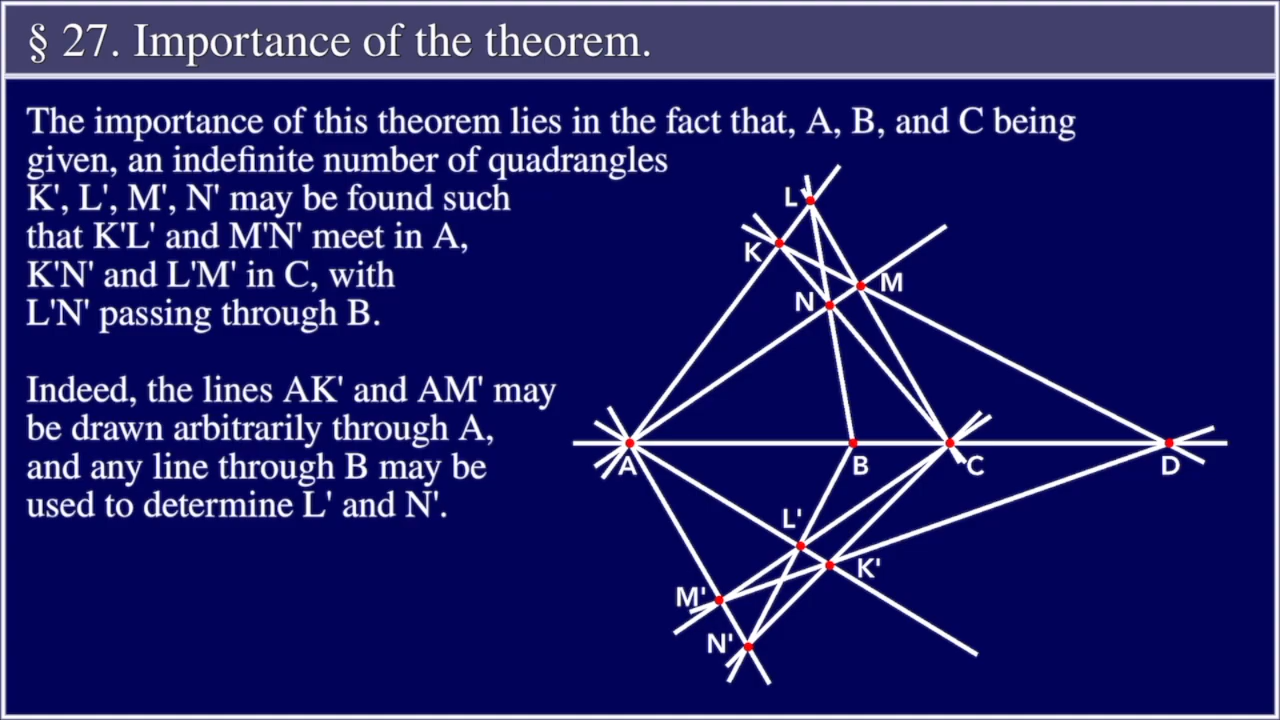 § 27. Importance of the theorem.
The importance of this theorem lies in the fact that, A, B, and C being
given, an indefinite number of quadrangles
K', L', M', N' may be found such
that K'L' and M'N' meet in A,
K'N' and L'M' in C, with
L'N' passing through B.
Indeed, the lines AK' and AM' may
be drawn arbitrarily through A,
and any line through B may be
used to determine L' and N'.
L
K
M
N
A
B
C
D
L'
K'
M'
N'